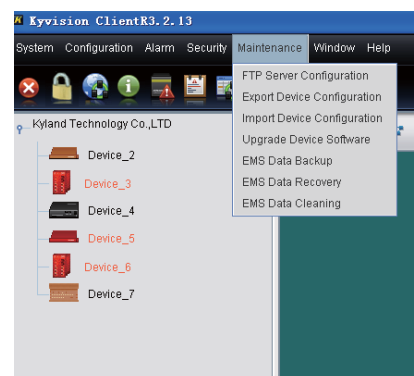 Kyvision ClientR3.2.13
System Configuration Alarm Security Maintenance Window Help
FTP Server Configuration
Export Device Configuration
Import Device Configuration
Upgrade Device Software
EMS Data Backup
EMS Data Recovery
EMS Data Cleaning
Kyland Technology Co.,LTD
Device_2
Device_3
Device_4
Device_5
Device_6
Device_7